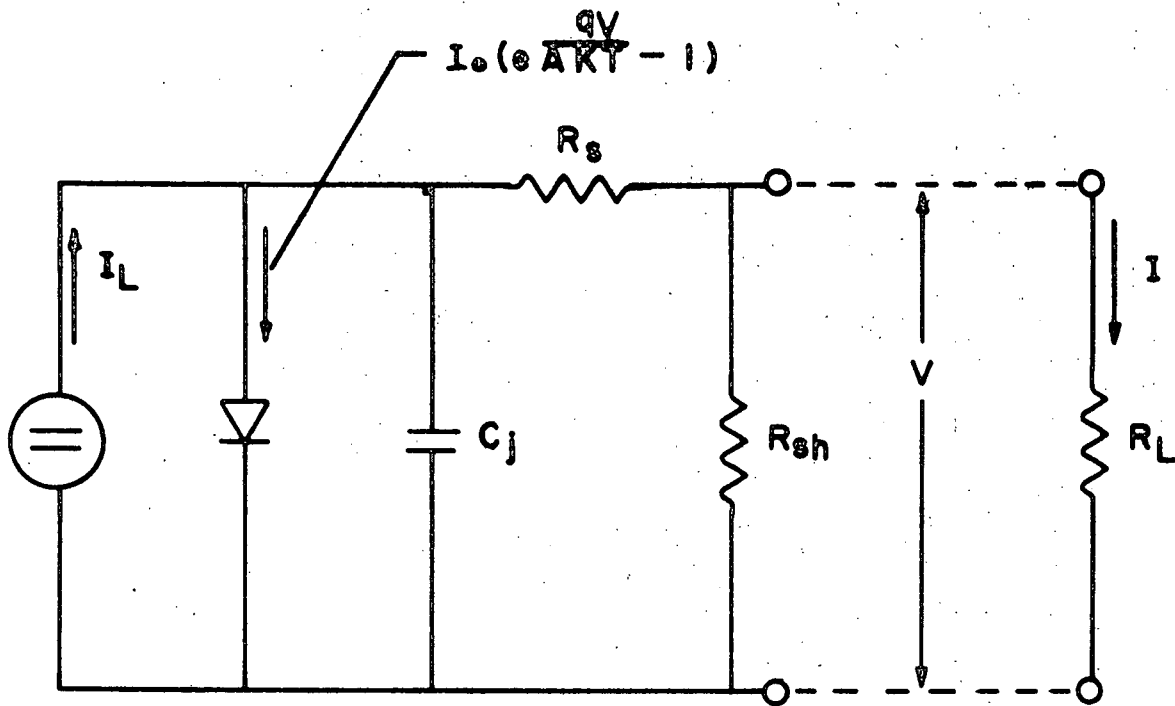 qV
I₀(e AKT - 1)
Rs
IL
I
V
Cj
Rsh
RL